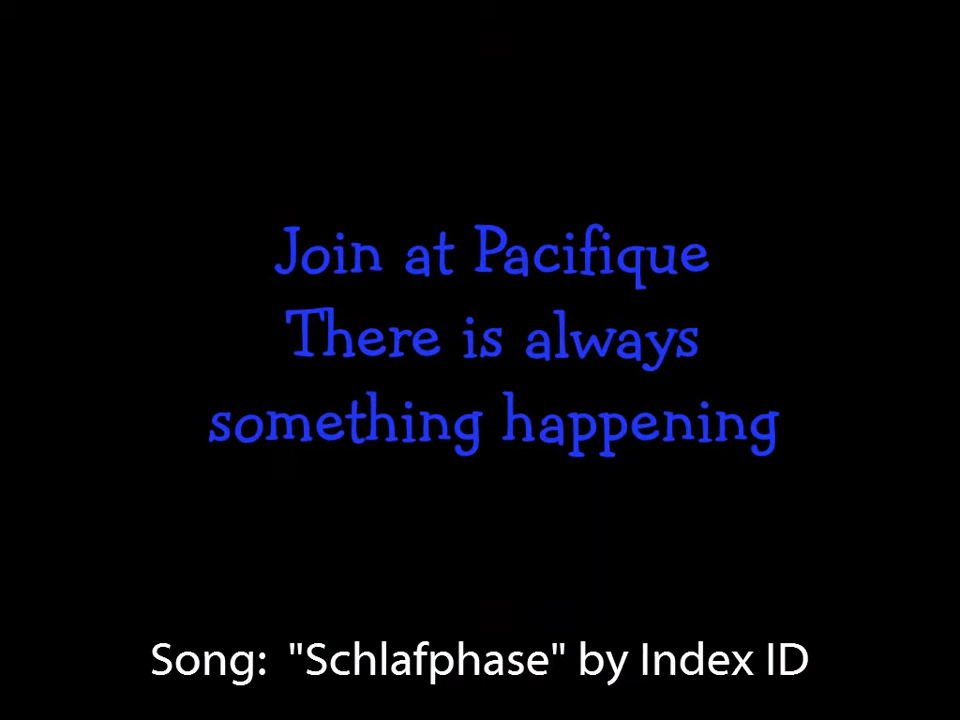 Join at Pacifique
There is always
something happening
Song:  "Schlafphase" by Index ID